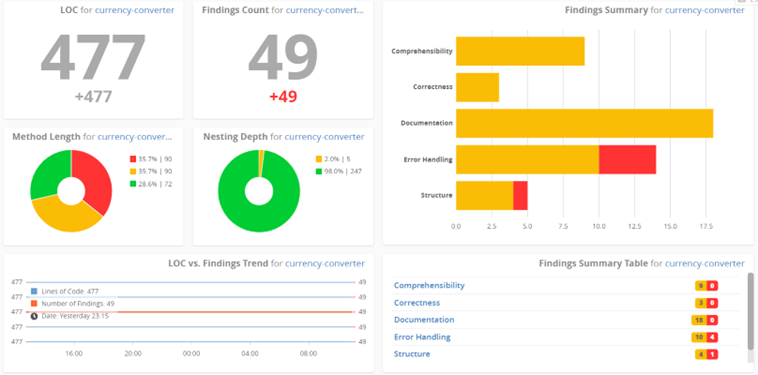 LOC for currency-converter
477
+477
Findings Count for currency-convert...
49
+49
Findings Summary for currency-converter
Comprehensibility
Correctness
Documentation
Error Handling
Structure
0.0 2.5 5.0 7.5 10.0 12.5 15.0 17.5
Method Length for currency-conver...
35.7% | 90
35.7% | 90
28.6% | 72
Nesting Depth for currency-converter
2.0% | 5
98.0% | 247
LOC vs. Findings Trend for currency-converter
477 49
Lines of Code: 477
477 49
Number of Findings: 49
477 49
Date: Yesterday 23:15
477 49
477 49
16:00 20:00 00:00 04:00 08:00
Findings Summary Table for currency-converter
Comprehensibility 0
Correctness 3 0
Documentation 18 0
Error Handling 10 4
Structure 4 1